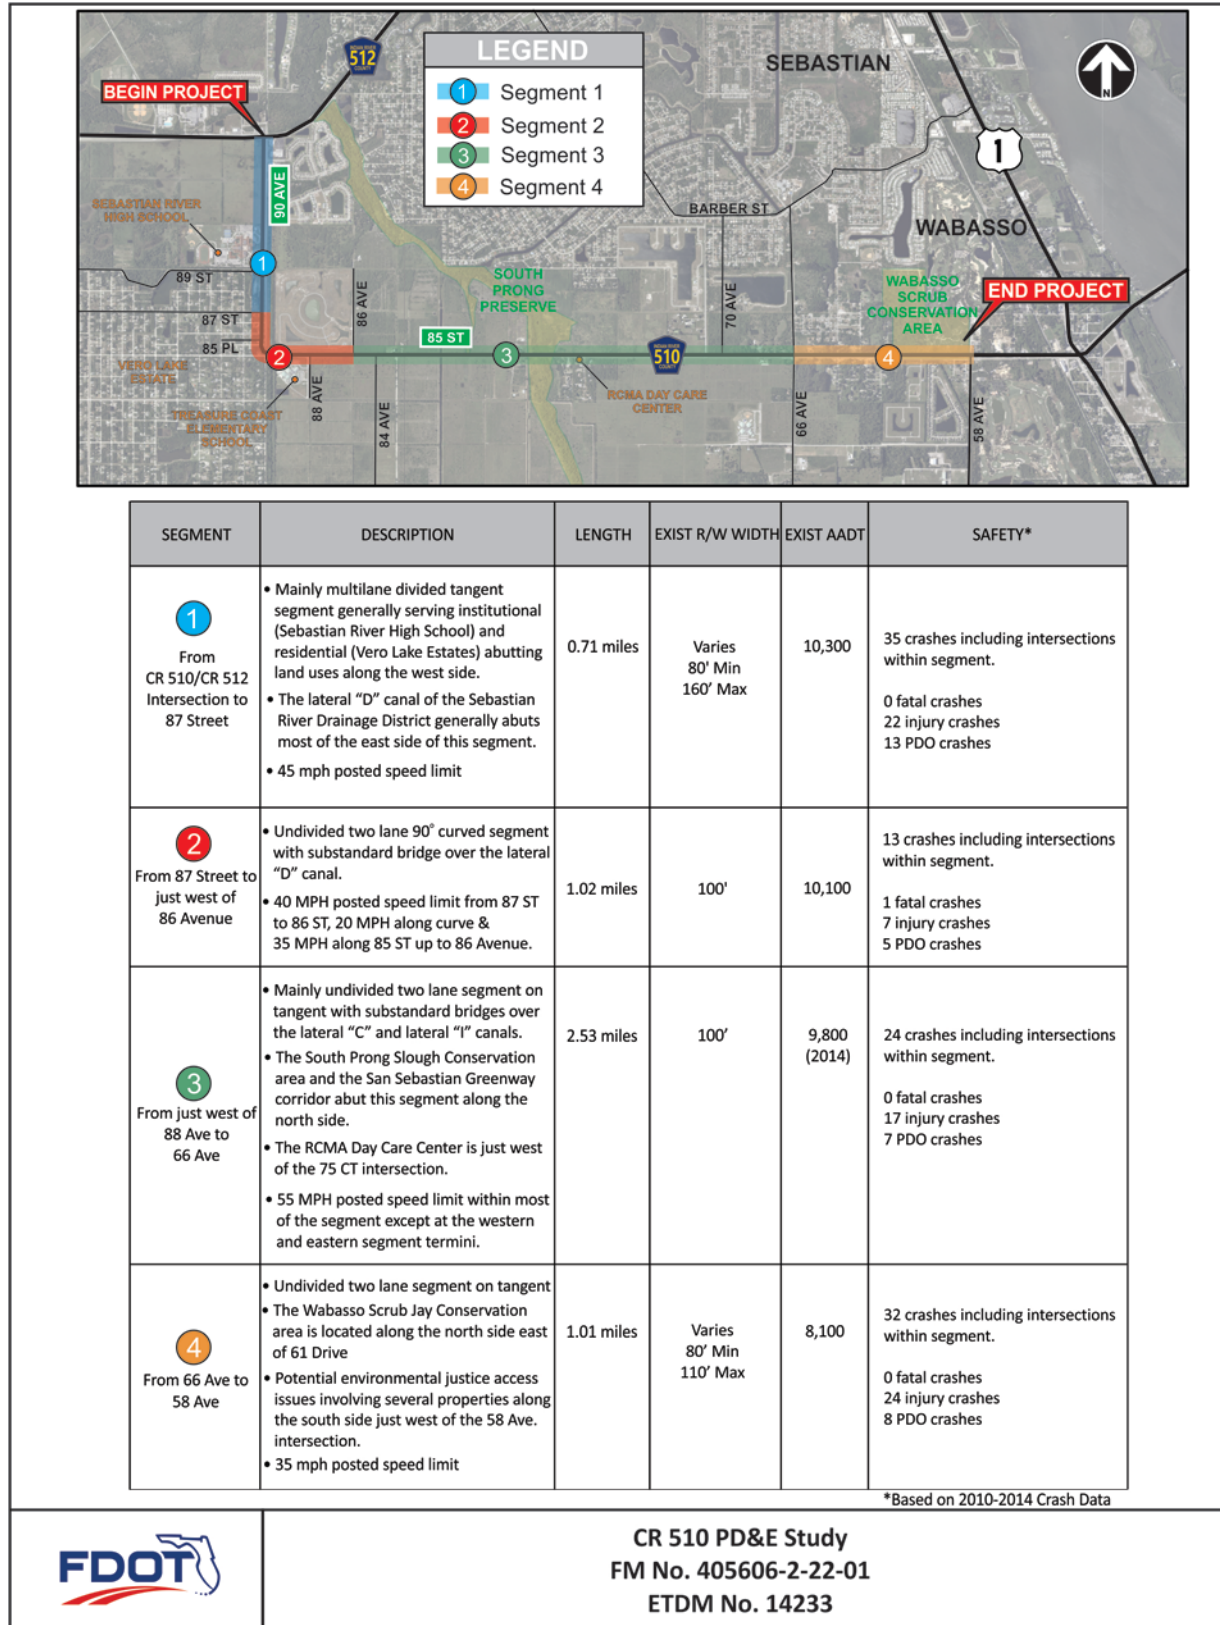 LEGEND
1 Segment 1
2 Segment 2
3 Segment 3
4 Segment 4
INDIAN RIVER
512
COUNTY
SEBASTIAN
N
BEGIN PROJECT
1
90 AVE
SEBASTIAN RIVER
HIGH SCHOOL
BARBER ST
WABASSO
1
89 ST
SOUTH
PRONG
PRESERVE
86 AVE
70 AVE
WABASSO
SCRUB
CONSERVATION
AREA
END PROJECT
87 ST
85 PL
85 ST
2
3
INDIAN RIVER
510
COUNTY
4
VERO LAKE
ESTATE
TREASURE COAST
ELEMENTARY
SCHOOL
88 AVE
84 AVE
RCMA DAY CARE
CENTER
66 AVE
58 AVE
SEGMENT DESCRIPTION LENGTH EXIST R/W WIDTH EXIST AADT SAFETY*
1
From
CR 510/CR 512
Intersection to
87 Street
• Mainly multilane divided tangent
segment generally serving institutional
(Sebastian River High School) and
residential (Vero Lake Estates) abutting
land uses along the west side.
• The lateral “D” canal of the Sebastian
River Drainage District generally abuts
most of the east side of this segment.
• 45 mph posted speed limit
0.71 miles
Varies
80' Min
160’ Max
10,300
35 crashes including intersections
within segment.
0 fatal crashes
22 injury crashes
13 PDO crashes
2
From 87 Street to
just west of
86 Avenue
• Undivided two lane 90° curved segment
with substandard bridge over the lateral
“D” canal.
• 40 MPH posted speed limit from 87 ST
to 86 ST, 20 MPH along curve &
35 MPH along 85 ST up to 86 Avenue.
1.02 miles
100'
10,100
13 crashes including intersections
within segment.
1 fatal crashes
7 injury crashes
5 PDO crashes
3
From just west of
88 Ave to
66 Ave
• Mainly undivided two lane segment on
tangent with substandard bridges over
the lateral “C” and lateral “I” canals.
• The South Prong Slough Conservation
area and the San Sebastian Greenway
corridor abut this segment along the
north side.
• The RCMA Day Care Center is just west
of the 75 CT intersection.
• 55 MPH posted speed limit within most
of the segment except at the western
and eastern segment termini.
2.53 miles
100’
9,800
(2014)
24 crashes including intersections
within segment.
0 fatal crashes
17 injury crashes
7 PDO crashes
4
From 66 Ave to
58 Ave
• Undivided two lane segment on tangent
• The Wabasso Scrub Jay Conservation
area is located along the north side east
of 61 Drive
• Potential environmental justice access
issues involving several properties along
the south side just west of the 58 Ave.
intersection.
• 35 mph posted speed limit
1.01 miles
Varies
80’ Min
110’ Max
8,100
32 crashes including intersections
within segment.
0 fatal crashes
24 injury crashes
8 PDO crashes
*Based on 2010-2014 Crash Data
FDOT
CR 510 PD&E Study
FM No. 405606-2-22-01
ETDM No. 14233